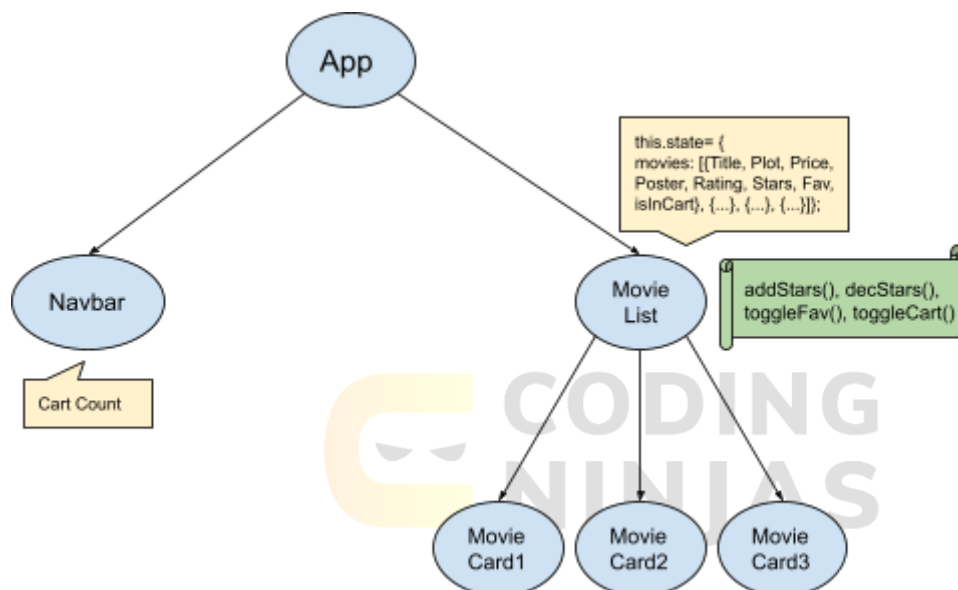 App
this.state= {
movies: [{Title, Plot, Price,
Poster, Rating, Stars, Fav,
isInCart}, {...}, {...}, {...}]};
Navbar
Movie
List
addStars(), decStars(),
toggleFav(), toggleCart()
Cart Count
CODING
NINJAS
Movie
Card1
Movie
Card2
Movie
Card3